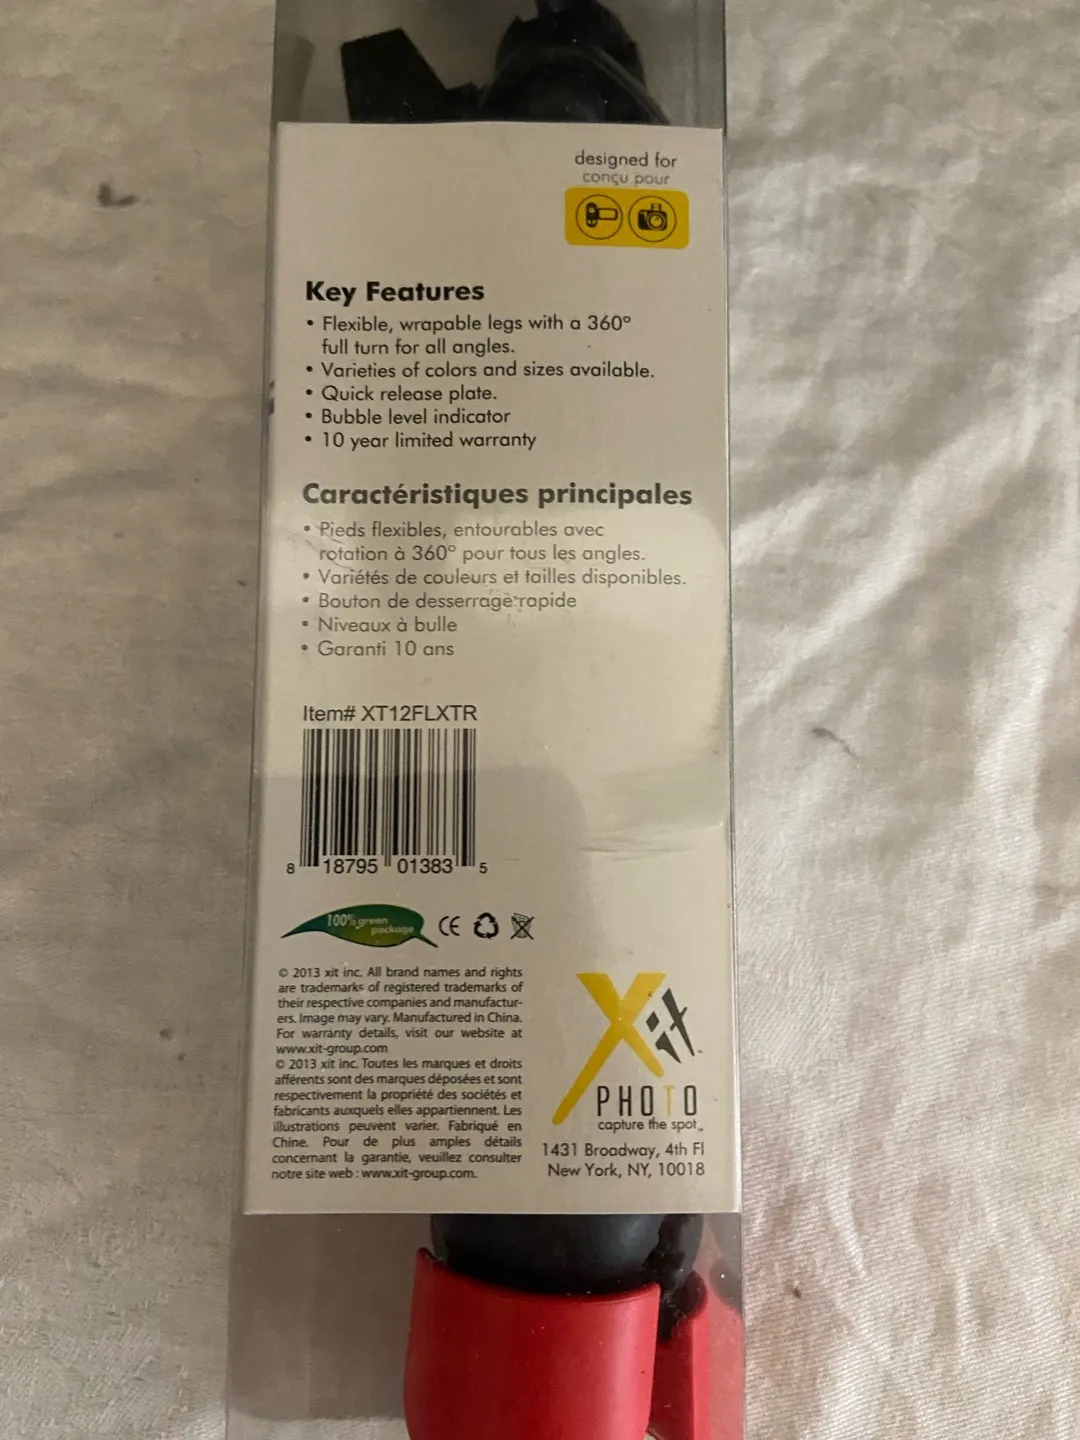 designed for
conçu pour
Key Features
• Flexible, wrapable legs with a 360°
full turn for all angles.
• Varieties of colors and sizes available.
• Quick release plate.
• Bubble level indicator
• 10 year limited warranty
Caractéristiques principales
• Pieds flexibles, entourables avec
rotation à 360° pour tous les angles.
• Variétés de couleurs et tailles disponibles.
• Bouton de desserrage rapide
• Niveaux à bulle
• Garanti 10 ans
Item# XT12FLXTR
8 18795 01383 5
100% green
package
CE
© 2013 xit inc. All brand names and rights
are trademarks of registered trademarks of
their respective companies and manufactur-
ers. Image may vary. Manufactured in China.
For warranty details, visit our website at
www.xit-group.com
© 2013 xit inc. Toutes les marques et droits
afférents sont des marques déposées et sont
respectivement la propriété des sociétés et
fabricants auxquels elles appartiennent. Les
illustrations peuvent varier. Fabriqué en
Chine. Pour de plus amples détails
concernant la garantie, veuillez consulter
notre site web : www.xit-group.com.
Xit™
PHOTO
capture the spot™
1431 Broadway, 4th Fl
New York, NY, 10018